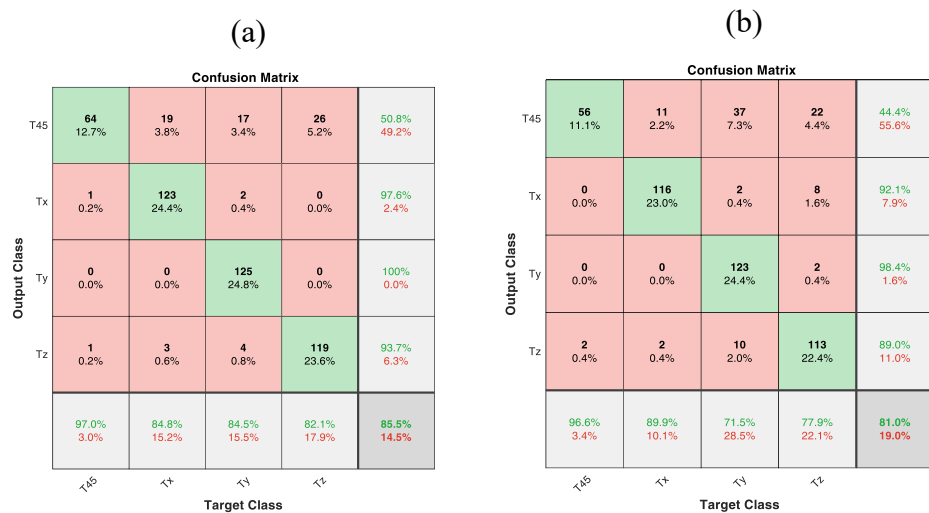 (a)
Confusion Matrix
T45 64 19 17 26 50.8%
12.7% 3.8% 3.4% 5.2% 49.2%
Tx 1 123 2 0 97.6%
0.2% 24.4% 0.4% 0.0% 2.4%
Ty 0 0 125 0 100%
0.0% 0.0% 24.8% 0.0% 0.0%
Tz 1 3 4 119 93.7%
0.2% 0.6% 0.8% 23.6% 6.3%
97.0% 84.8% 84.5% 82.1% 85.5%
3.0% 15.2% 15.5% 17.9% 14.5%
T45 Tx Ty Tz
Target Class
Output Class
(b)
Confusion Matrix
T45 56 11 37 22 44.4%
11.1% 2.2% 7.3% 4.4% 55.6%
Tx 0 116 2 8 92.1%
0.0% 23.0% 0.4% 1.6% 7.9%
Ty 0 0 123 2 98.4%
0.0% 0.0% 24.4% 0.4% 1.6%
Tz 2 2 10 113 89.0%
0.4% 0.4% 2.0% 22.4% 11.0%
96.6% 89.9% 71.5% 77.9% 81.0%
3.4% 10.1% 28.5% 22.1% 19.0%
T45 Tx Ty Tz
Target Class
Output Class